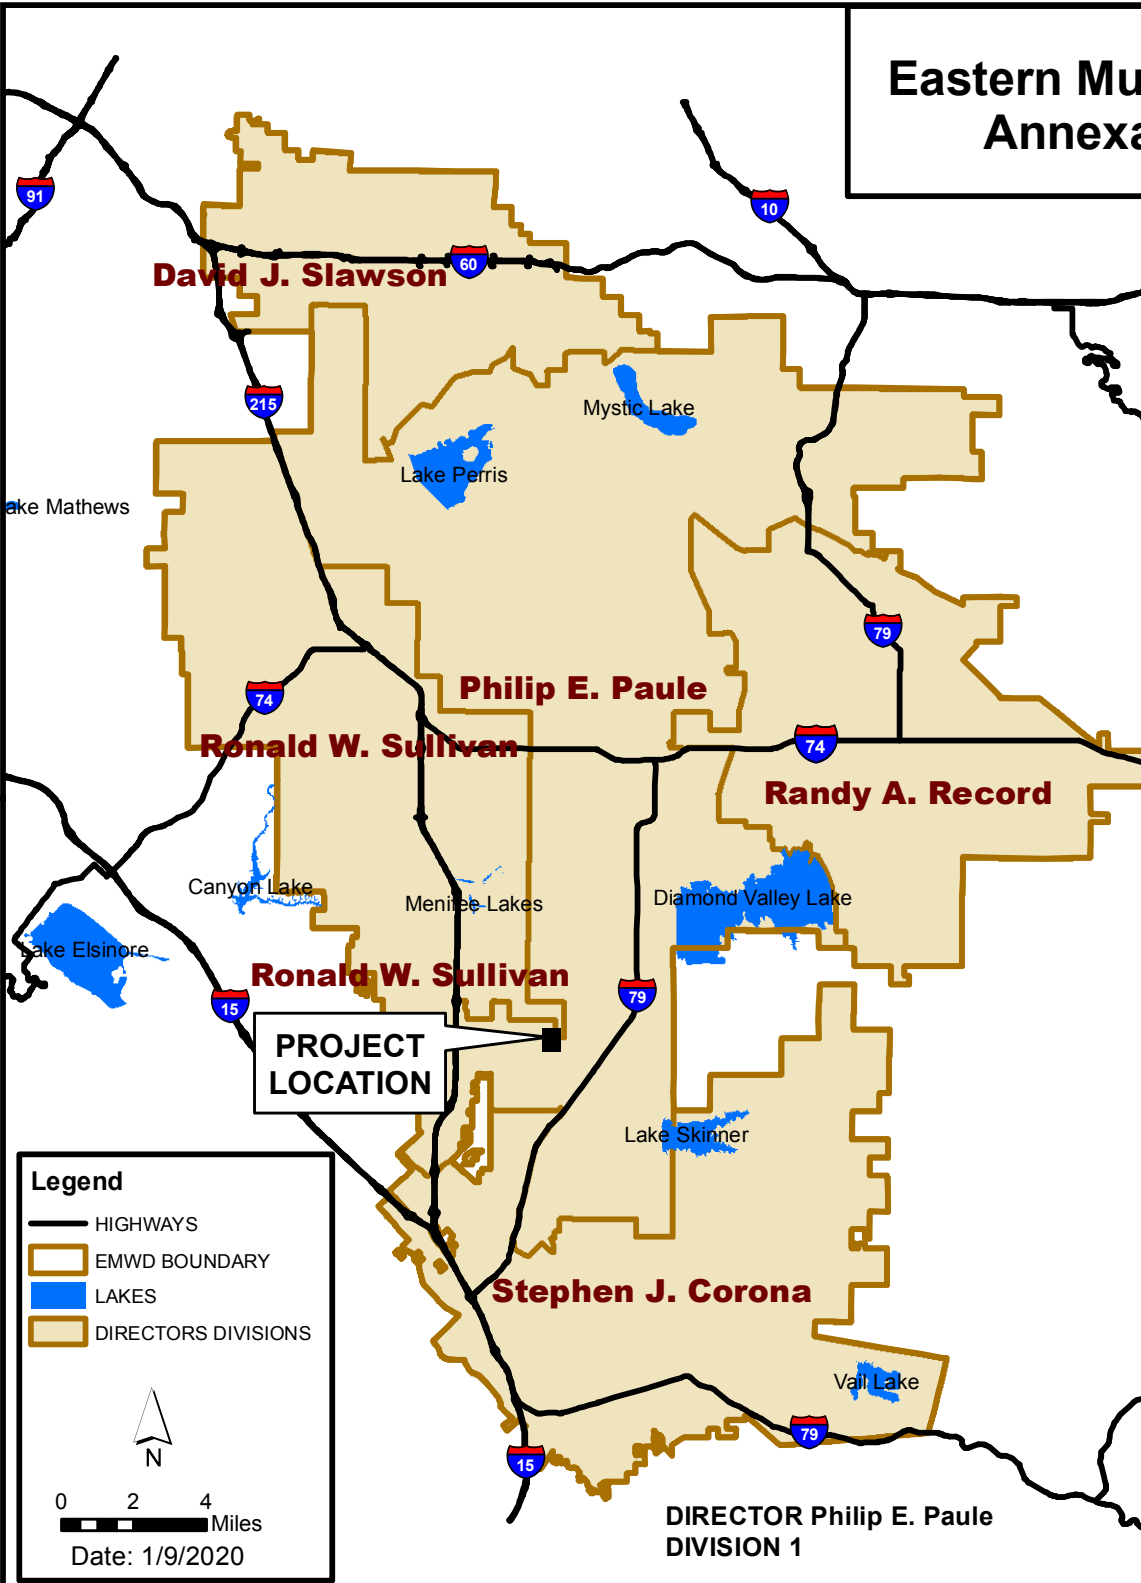 Eastern Mu
Annexa
91
10
David J. Slawson
60
215
Mystic Lake
Lake Perris
ake Mathews
79
Philip E. Paule
74
Ronald W. Sullivan
74
Randy A. Record
Canyon Lake
Menifee Lakes
Diamond Valley Lake
Lake Elsinore
Ronald W. Sullivan
15
79
PROJECT
LOCATION
Lake Skinner
Legend
HIGHWAYS
EMWD BOUNDARY
LAKES
DIRECTORS DIVISIONS
Stephen J. Corona
Vail Lake
79
15
N
0 2 4
Miles
Date: 1/9/2020
DIRECTOR Philip E. Paule
DIVISION 1